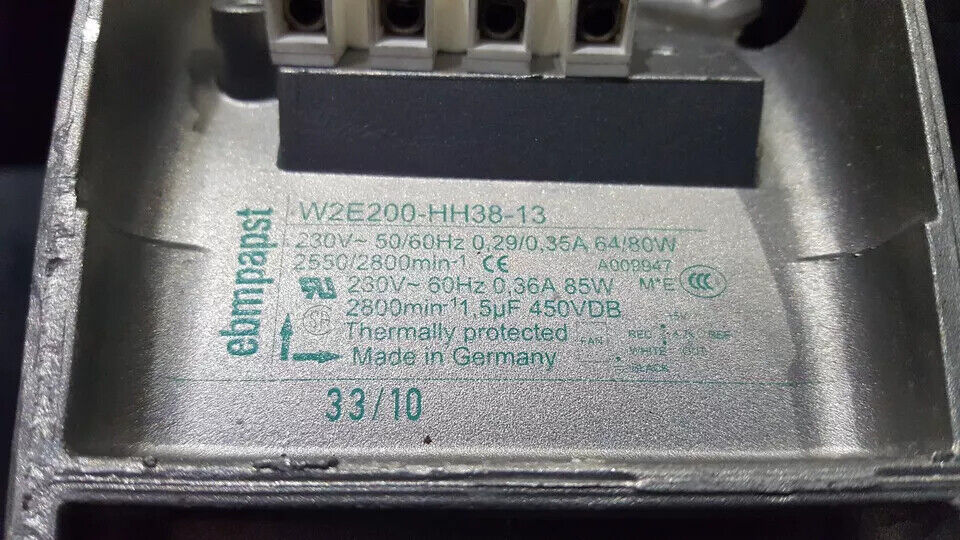 ebmpapst
W2E200-HH38-13
230V~ 50/60Hz 0,29/0,35A 64/80W
2550/2800min-1 CE A009947
230V~ 60Hz 0,36A 85W M*E CCC
2800min-1 1,5µF 450VDB
Thermally protected
Made in Germany
RED
WHITE
BLACK
33/10